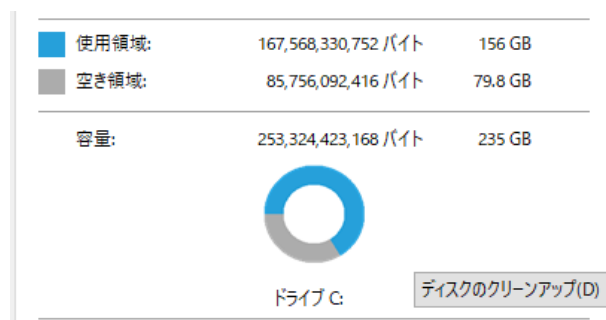 使用領域: 167,568,330,752 バイト 156 GB
空き領域: 85,756,092,416 バイト 79.8 GB
容量: 253,324,423,168 バイト 235 GB
ドライブ C:
ディスクのクリーンアップ(D)